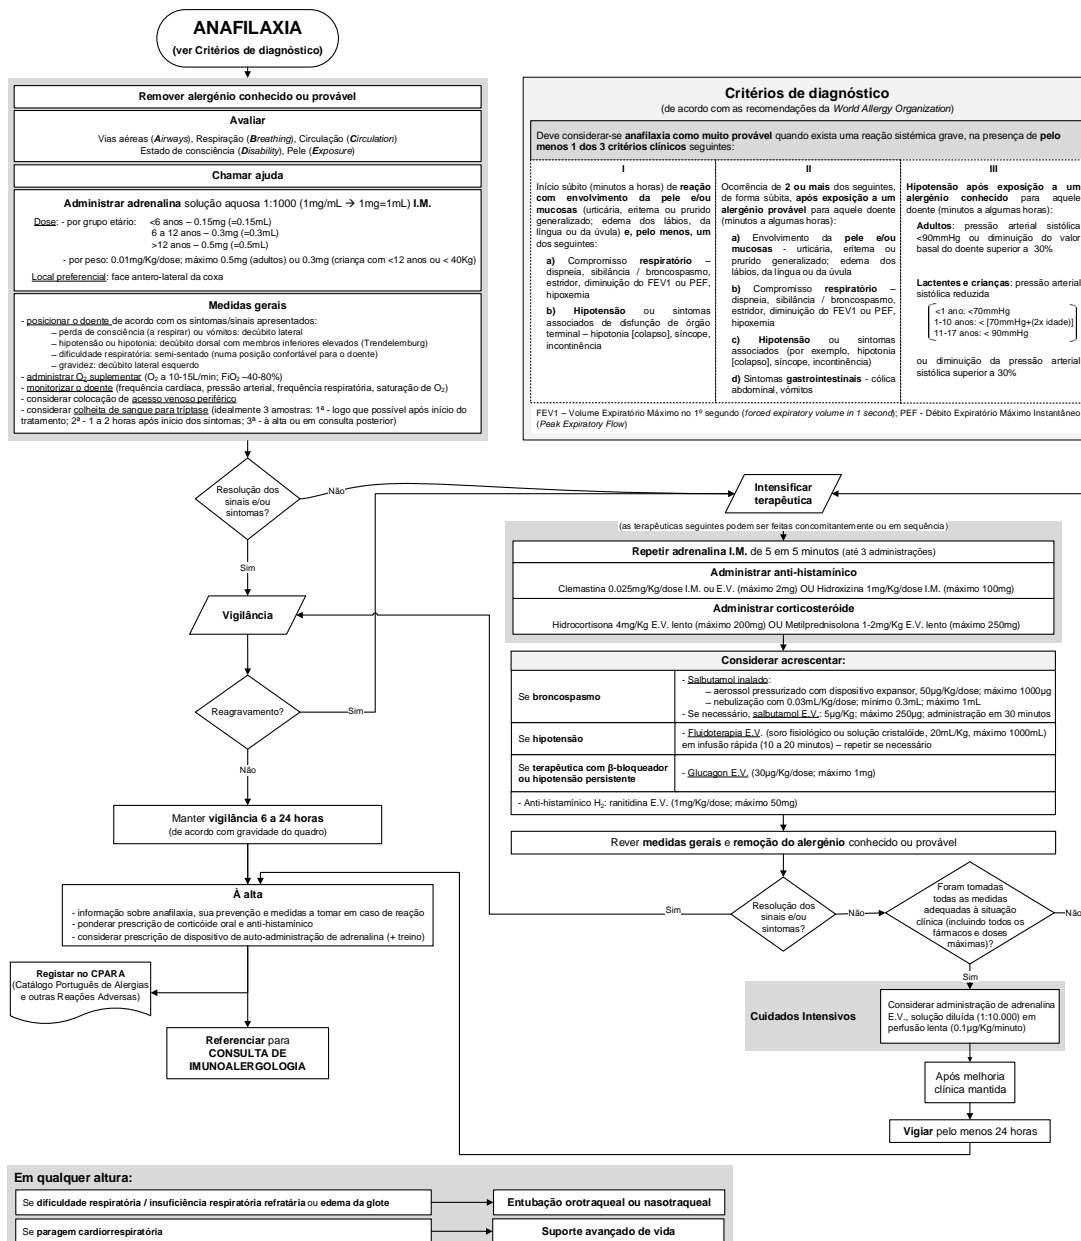 ANAFILAXIA
(ver Critérios de diagnóstico)
Remover alergénio conhecido ou provável
Avaliar
Vias aéreas (Airways), Respiração (Breathing), Circulação (Circulation)
Estado de consciência (Disability), Pele (Exposure)
Chamar ajuda
Administrar adrenalina solução aquosa 1:1000 (1mg/mL → 1mg=1mL) I.M.
Dose: - por grupo etário: <6 anos – 0.15mg (=0.15mL)
6 a 12 anos – 0.3mg (=0.3mL)
>12 anos – 0.5mg (=0.5mL)
- por peso: 0.01mg/Kg/dose; máximo 0.5mg (adultos) ou 0.3mg (criança com <12 anos ou < 40Kg)
Local preferencial: face antero-lateral da coxa
Medidas gerais
- posicionar o doente de acordo com os sintomas/sinais apresentados:
– perda de consciência (a respirar) ou vómitos: decúbito lateral
– hipotensão ou hipotonia: decúbito dorsal com membros inferiores elevados (Trendelemburg)
– dificuldade respiratória: semi-sentado (numa posição confortável para o doente)
– gravidez: decúbito lateral esquerdo
- administrar O₂ suplementar (O₂ a 10-15L/min; FiO₂ ~40-80%)
- monitorizar o doente (frequência cardíaca, pressão arterial, frequência respiratória, saturação de O₂)
- considerar colocação de acesso venoso periférico
- considerar colheita de sangue para triptase (idealmente 3 amostras: 1ª - logo que possível após início do
tratamento; 2ª - 1 a 2 horas após inicio dos sintomas; 3ª - à alta ou em consulta posterior)
Critérios de diagnóstico
(de acordo com as recomendações da World Allergy Organization)
Deve considerar-se anafilaxia como muito provável quando exista uma reação sistémica grave, na presença de pelo
menos 1 dos 3 critérios clínicos seguintes:
I
Início súbito (minutos a horas) de reação
com envolvimento da pele e/ou
mucosas (urticária, eritema ou prurido
generalizado; edema dos lábios, da
língua ou da úvula) e, pelo menos, um
dos seguintes:
a) Compromisso respiratório –
dispneia, sibilância / broncospasmo,
estridor, diminuição do FEV1 ou PEF,
hipoxemia
b) Hipotensão ou sintomas
associados de disfunção de órgão
terminal – hipotonia [colapso], síncope,
incontinência
II
Ocorrência de 2 ou mais dos seguintes,
de forma súbita, após exposição a um
alergénio provável para aquele doente
(minutos a algumas horas):
a) Envolvimento da pele e/ou
mucosas - urticária, eritema ou
prurido generalizado; edema dos
lábios, da língua ou da úvula
b) Compromisso respiratório –
dispneia, sibilância / broncospasmo,
estridor, diminuição do FEV1 ou PEF,
hipoxemia
c) Hipotensão ou sintomas
associados (por exemplo, hipotonia
[colapso], síncope, incontinência)
d) Sintomas gastrointestinais - cólica
abdominal, vómitos
III
Hipotensão após exposição a um
alergénio conhecido para aquele
doente (minutos a algumas horas):
Adultos: pressão arterial sistólica
<90mmHg ou diminuição do valor
basal do doente superior a 30%
Lactentes e crianças: pressão arterial
sistólica reduzida
<1 ano: <70mmHg
1-10 anos: < [70mmHg+(2x idade)]
11-17 anos: < 90mmHg
ou diminuição da pressão arterial
sistólica superior a 30%
FEV1 – Volume Expiratório Máximo no 1º segundo (forced expiratory volume in 1 second); PEF - Débito Expiratório Máximo Instantâneo
(Peak Expiratory Flow)
Resolução dos
sinais e/ou
sintomas?
Não
Sim
Vigilância
Reagravamento?
Sim
Não
Manter vigilância 6 a 24 horas
(de acordo com gravidade do quadro)
À alta
- informação sobre anafilaxia, sua prevenção e medidas a tomar em caso de reação
- ponderar prescrição de corticóide oral e anti-histamínico
- considerar prescrição de dispositivo de auto-administração de adrenalina (+ treino)
Registar no CPARA
(Catálogo Português de Alergias
e outras Reações Adversas)
Referenciar para
CONSULTA DE
IMUNOALERGOLOGIA
Intensificar
terapêutica
(as terapêuticas seguintes podem ser feitas concomitantemente ou em sequência)
Repetir adrenalina I.M. de 5 em 5 minutos (até 3 administrações)
Administrar anti-histamínico
Clemastina 0.025mg/Kg/dose I.M. ou E.V. (máximo 2mg) OU Hidroxizina 1mg/Kg/dose I.M. (máximo 100mg)
Administrar corticosteróide
Hidrocortisona 4mg/Kg E.V. lento (máximo 200mg) OU Metilprednisolona 1-2mg/Kg E.V. lento (máximo 250mg)
Considerar acrescentar:
Se broncospasmo
- Salbutamol inalado:
– aerossol pressurizado com dispositivo expansor, 50µg/Kg/dose; máximo 1000µg
– nebulização com 0.03mL/Kg/dose; mínimo 0.3mL; máximo 1mL
- Se necessário, salbutamol E.V.: 5µg/Kg; máximo 250µg; administração em 30 minutos
Se hipotensão
- Fluidoterapia E.V. (soro fisiológico ou solução cristalóide, 20mL/Kg, máximo 1000mL)
em infusão rápida (10 a 20 minutos) – repetir se necessário
Se terapêutica com β-bloqueador
ou hipotensão persistente
- Glucagon E.V. (30µg/Kg/dose; máximo 1mg)
- Anti-histamínico H₂: ranitidina E.V. (1mg/Kg/dose; máximo 50mg)
Rever medidas gerais e remoção do alergénio conhecido ou provável
Sim
Resolução dos
sinais e/ou
sintomas?
Não
Foram tomadas
todas as medidas
adequadas à situação
clínica (incluindo todos os
fármacos e doses
máximas)?
Não
Sim
Cuidados Intensivos
Considerar administração de adrenalina
E.V., solução diluída (1:10.000) em
perfusão lenta (0.1µg/Kg/minuto)
Após melhoria
clínica mantida
Vigiar pelo menos 24 horas
Em qualquer altura:
Se dificuldade respiratória / insuficiência respiratória refratária ou edema da glote
Entubação orotraqueal ou nasotraqueal
Se paragem cardiorrespiratória
Suporte avançado de vida